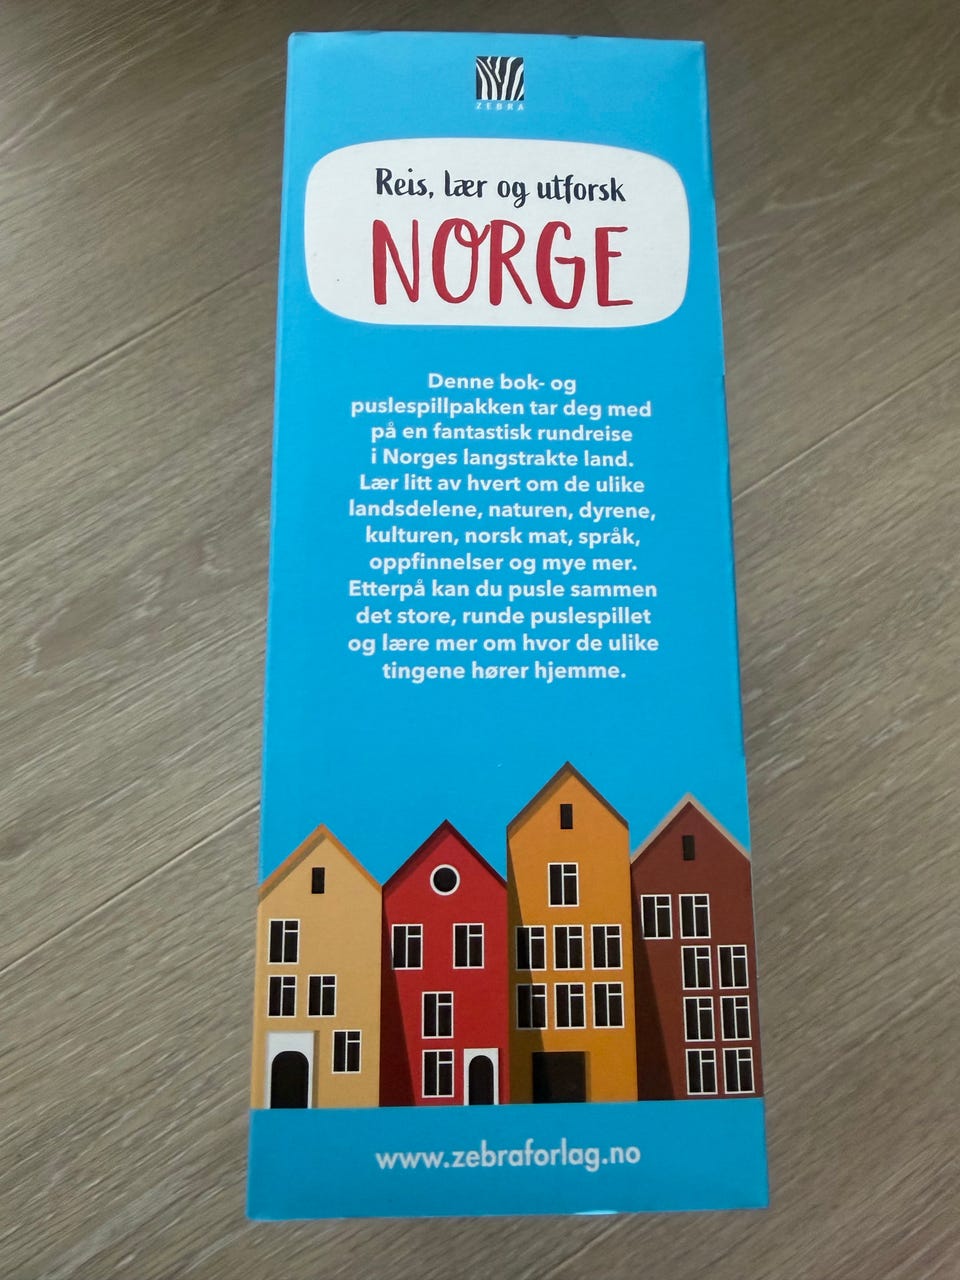 ZEBRA
Reis, lær og utforsk
NORGE
Denne bok- og
puslespillpakken tar deg med
på en fantastisk rundreise
i Norges langstrakte land.
Lær litt av hvert om de ulike
landsdelene, naturen, dyrene,
kulturen, norsk mat, språk,
oppfinnelser og mye mer.
Etterpå kan du pusle sammen
det store, runde puslespillet
og lære mer om hvor de ulike
tingene hører hjemme.
www.zebraforlag.no